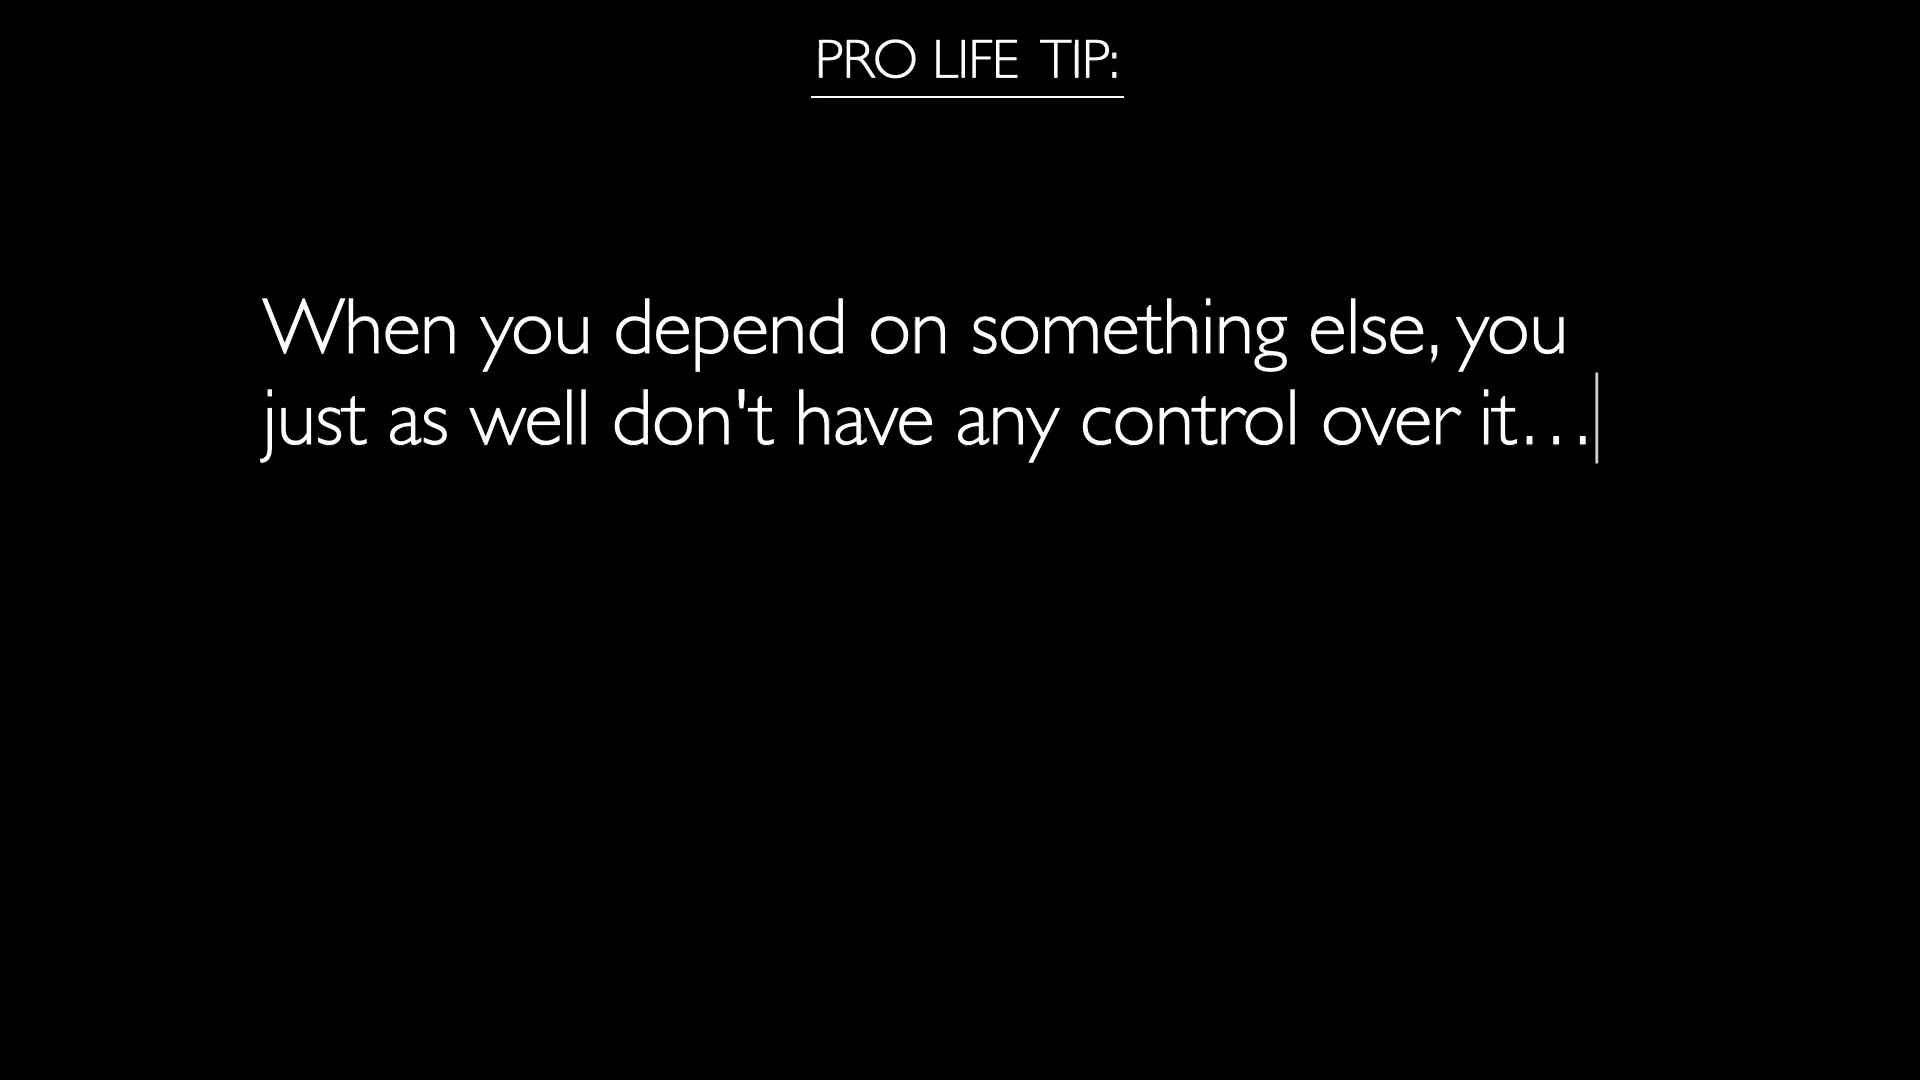 PRO LIFE TIP:
When you depend on something else, you
just as well don't have any control over it…